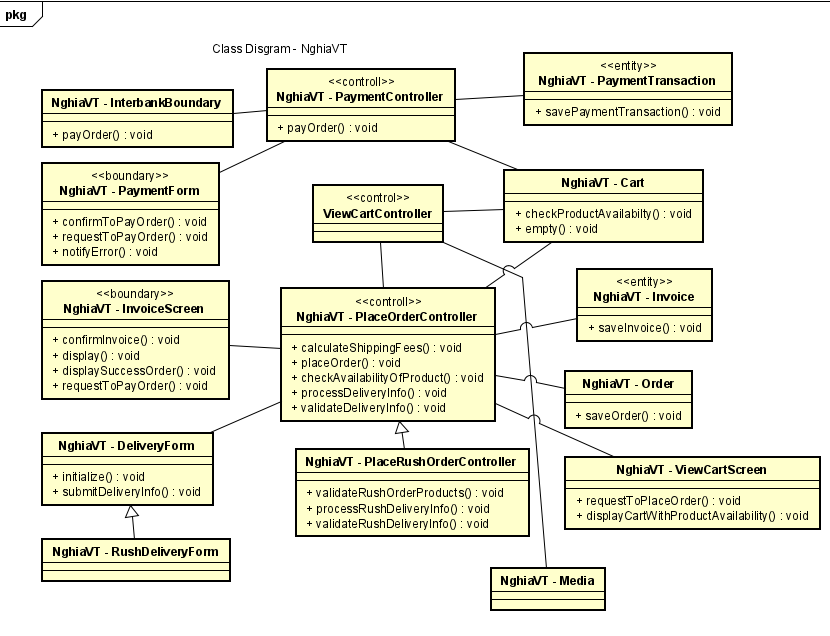 pkg
Class Disgram - NghiaVT
<<controll>>
NghiaVT - PaymentController
+ payOrder() : void
<<entity>>
NghiaVT - PaymentTransaction
+ savePaymentTransaction() : void
NghiaVT - InterbankBoundary
+ payOrder() : void
<<boundary>>
NghiaVT - PaymentForm
+ confirmToPayOrder() : void
+ requestToPayOrder() : void
+ notifyError() : void
<<control>>
ViewCartController
NghiaVT - Cart
+ checkProductAvailabilty() : void
+ empty() : void
<<boundary>>
NghiaVT - InvoiceScreen
+ confirmInvoice() : void
+ display() : void
+ displaySuccessOrder() : void
+ requestToPayOrder() : void
<<controll>>
NghiaVT - PlaceOrderController
+ calculateShippingFees() : void
+ placeOrder() : void
+ checkAvailabilityOfProduct() : void
+ processDeliveryInfo() : void
+ validateDeliveryInfo() : void
<<entity>>
NghiaVT - Invoice
+ saveInvoice() : void
NghiaVT - Order
+ saveOrder() : void
NghiaVT - DeliveryForm
+ initialize() : void
+ submitDeliveryInfo() : void
NghiaVT - PlaceRushOrderController
+ validateRushOrderProducts() : void
+ processRushDeliveryInfo() : void
+ validateRushDeliveryInfo() : void
NghiaVT - ViewCartScreen
+ requestToPlaceOrder() : void
+ displayCartWithProductAvailability() : void
NghiaVT - RushDeliveryForm
NghiaVT - Media